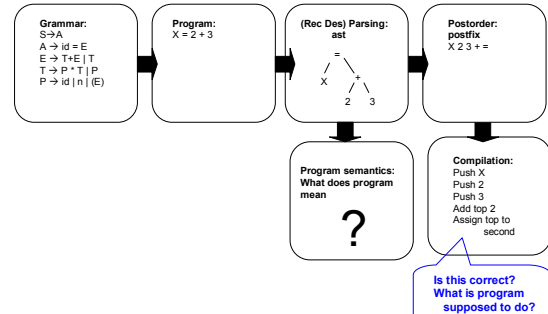 Grammar:
S→A
A → id = E
E → T+E | T
T → P * T | P
P → id | n | (E)
Program:
X = 2 + 3
(Rec Des) Parsing:
ast
=
X +
2 3
Postorder:
postfix
X 2 3 + =
Program semantics:
What does program
mean
?
Compilation:
Push X
Push 2
Push 3
Add top 2
Assign top to
second
Is this correct?
What is program
supposed to do?